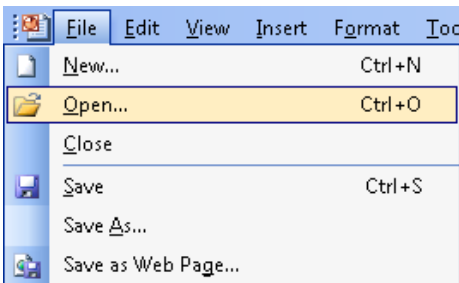 File Edit View Insert Format
New... Ctrl+N
Open... Ctrl+O
Close
Save Ctrl+S
Save As...
Save as Web Page...